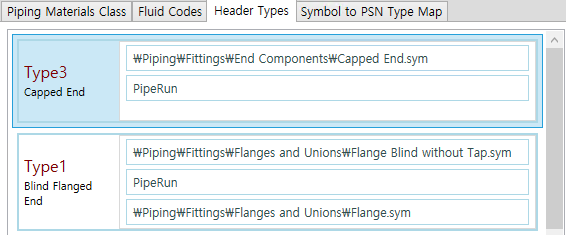 Piping Materials Class Fluid Codes Header Types Symbol to PSN Type Map
Type3
Capped End
₩Piping₩Fittings₩End Components₩Capped End.sym
PipeRun
Type1
Blind Flanged
End
₩Piping₩Fittings₩Flanges and Unions₩Flange Blind without Tap.sym
PipeRun
₩Piping₩Fittings₩Flanges and Unions₩Flange.sym